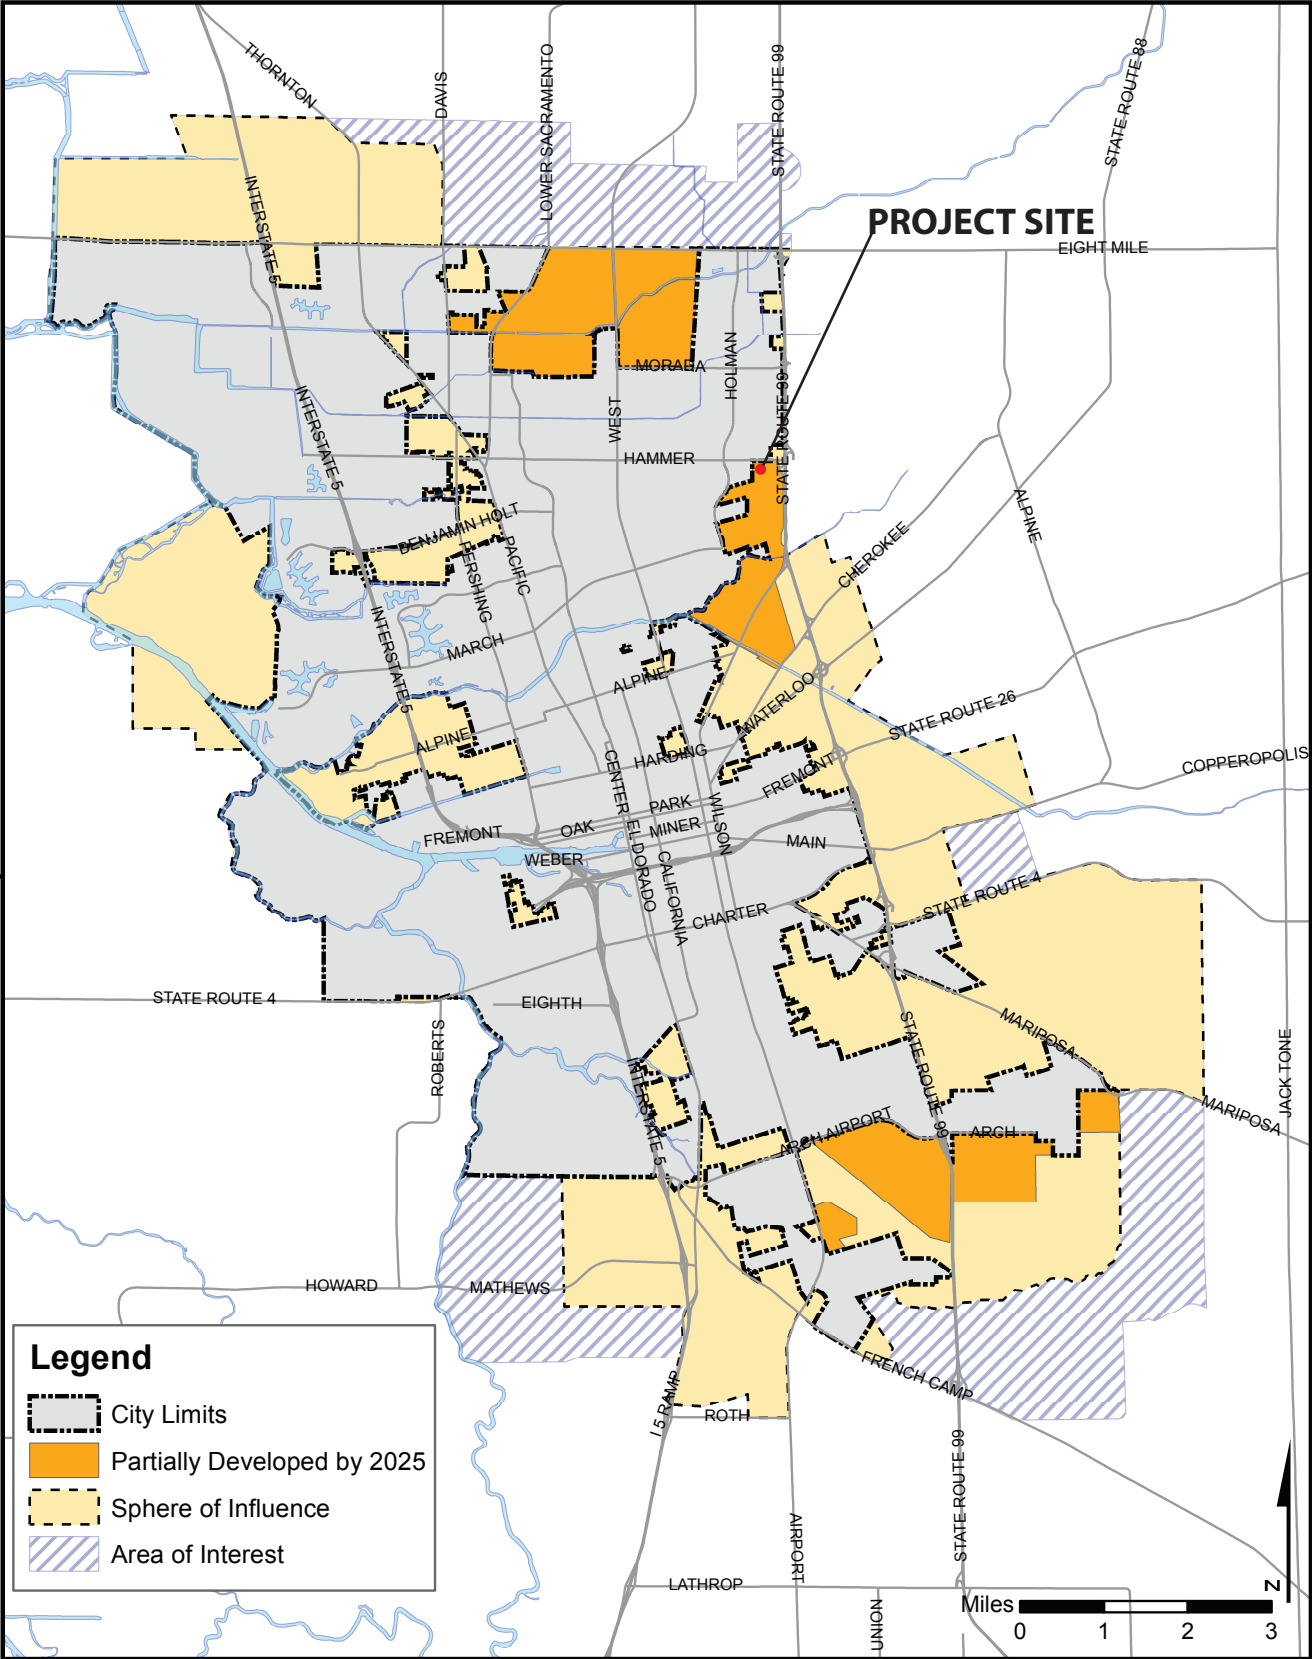 THORNTON
DAVIS
LOWER SACRAMENTO
STATE ROUTE 99
STATE ROUTE 88
INTERSTATE 5
PROJECT SITE
EIGHT MILE
MORADA
HOLMAN
STATE ROUTE 99
INTERSTATE 5
WEST
HAMMER
BENJAMIN HOLT
PERSHING
PACIFIC
CHEROKEE
ALPINE
INTERSTATE 5
MARCH
ALPINE
WATERLOO
STATE ROUTE 26
ALPINE
HARDING
FREMONT
COPPEROPOLIS
CENTER
EL DORADO
PARK
WILSON
FREMONT
OAK
MINER
MAIN
WEBER
CALIFORNIA
CHARTER
STATE ROUTE 4
STATE ROUTE 4
EIGHTH
ROBERTS
MARIPOSA
STATE ROUTE 99
JACK TONE
INTERSTATE 5
ARCH AIRPORT
ARCH
MARIPOSA
HOWARD
MATHEWS
FRENCH CAMP
I 5 RAMP
ROTH
STATE ROUTE 99
AIRPORT
LATHROP
UNION
Legend
City Limits
Partially Developed by 2025
Sphere of Influence
Area of Interest
N
Miles
0 1 2 3